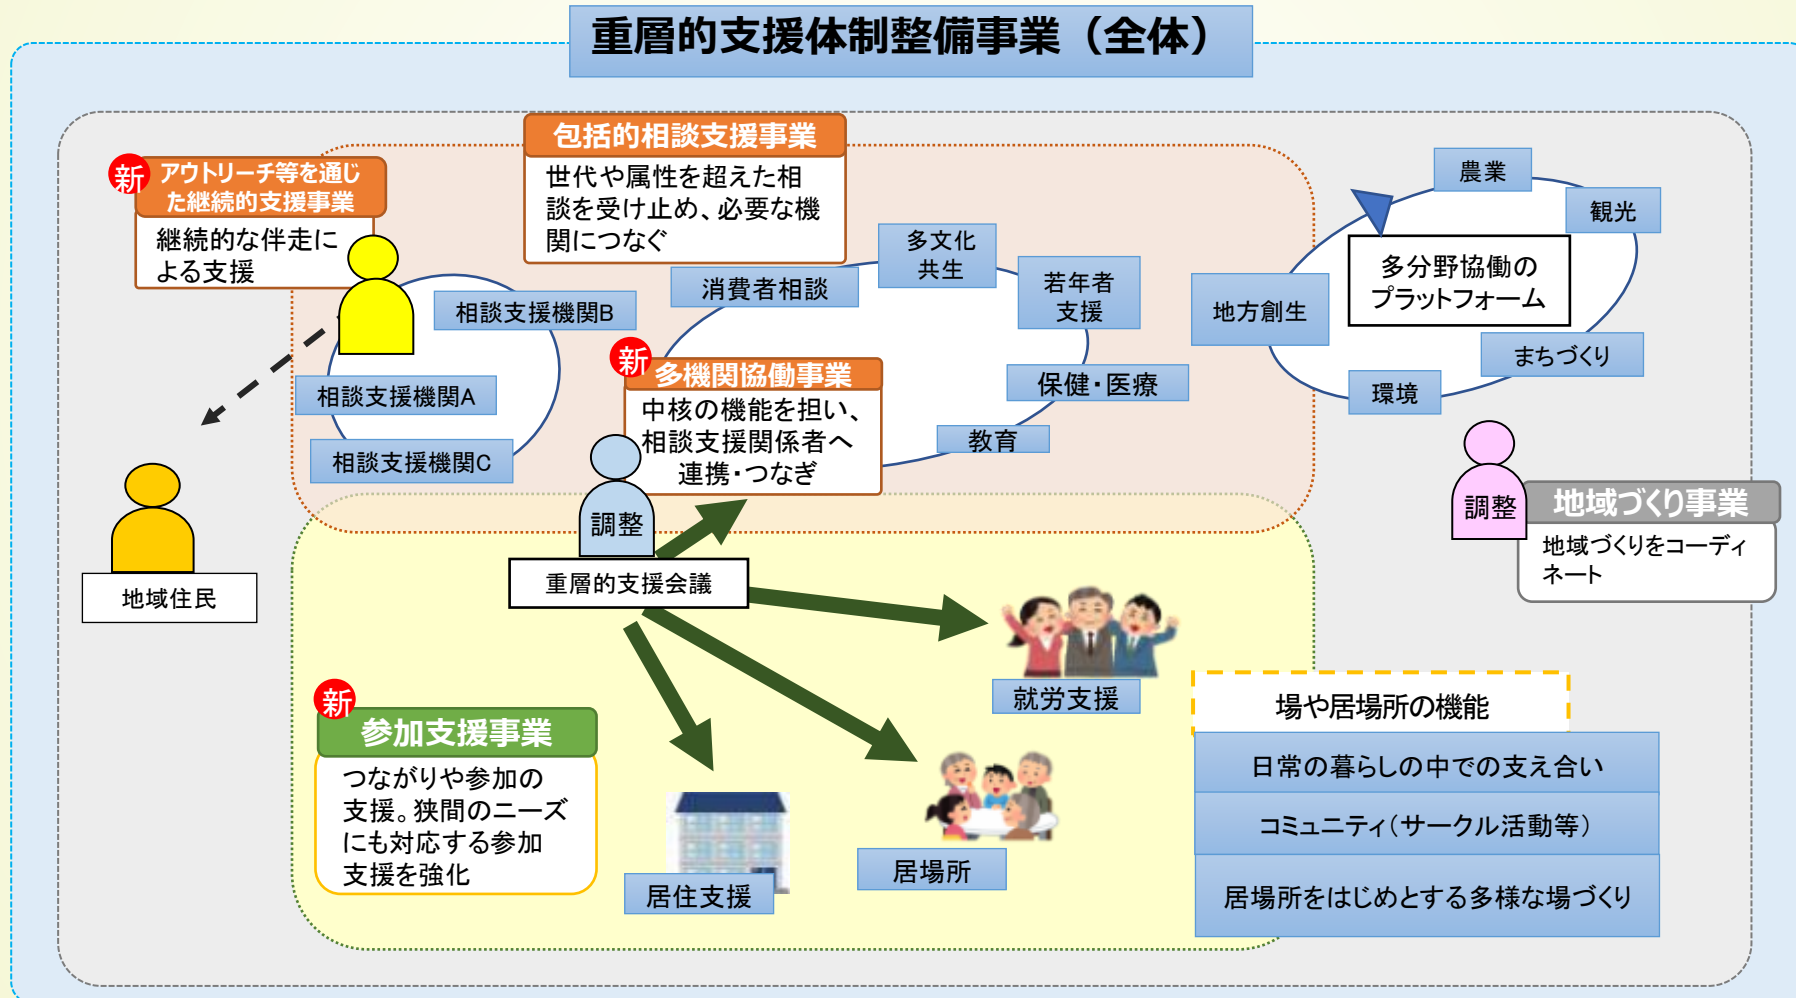 重層的支援体制整備事業（全体）
新
アウトリーチ等を通じ
た継続的支援事業
継続的な伴走に
よる支援
包括的相談支援事業
世代や属性を超えた相
談を受け止め、必要な機
関につなぐ
相談支援機関B
相談支援機関A
相談支援機関C
消費者相談
多文化
共生
若年者
支援
保健・医療
教育
新
多機関協働事業
中核の機能を担い、
相談支援関係者へ
連携・つなぎ
調整
重層的支援会議
農業
観光
多分野協働の
プラットフォーム
地方創生
まちづくり
環境
調整
地域づくり事業
地域づくりをコーディ
ネート
地域住民
新
参加支援事業
つながりや参加の
支援。狭間のニーズ
にも対応する参加
支援を強化
就労支援
居場所
居住支援
場や居場所の機能
日常の暮らしの中での支え合い
コミュニティ（サークル活動等）
居場所をはじめとする多様な場づくり